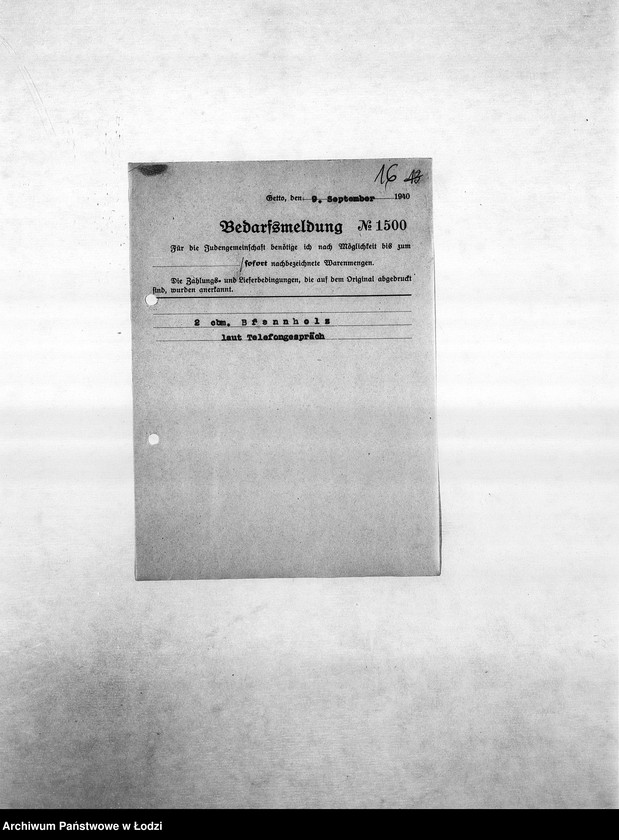 16 43
Getto, den 9. September 1940
Bedarfsmeldung № 1500
Für die Judengemeinschaft benötige ich nach Möglichkeit bis zum
/ sofort nachbezeichnete Warenmengen.
Die Zahlungs- und Lieferbedingungen, die auf dem Original abgedruckt
sind, wurden anerkannt.
2 cbm. Brennholz
laut Telefongespräch
Archiwum Państwowe w Łodzi